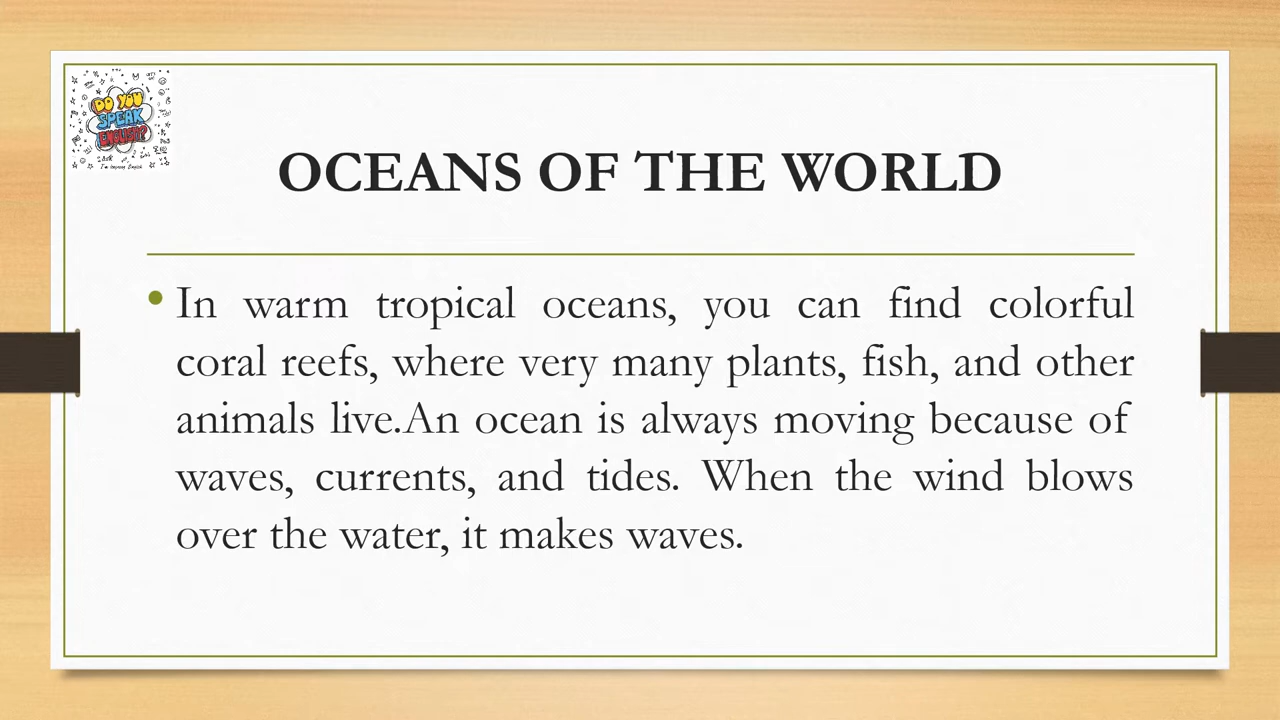 DO YOU
SPEAK
ENGLISH?
OCEANS OF THE WORLD
• In warm tropical oceans, you can find colorful
coral reefs, where very many plants, fish, and other
animals live.An ocean is always moving because of
waves, currents, and tides. When the wind blows
over the water, it makes waves.